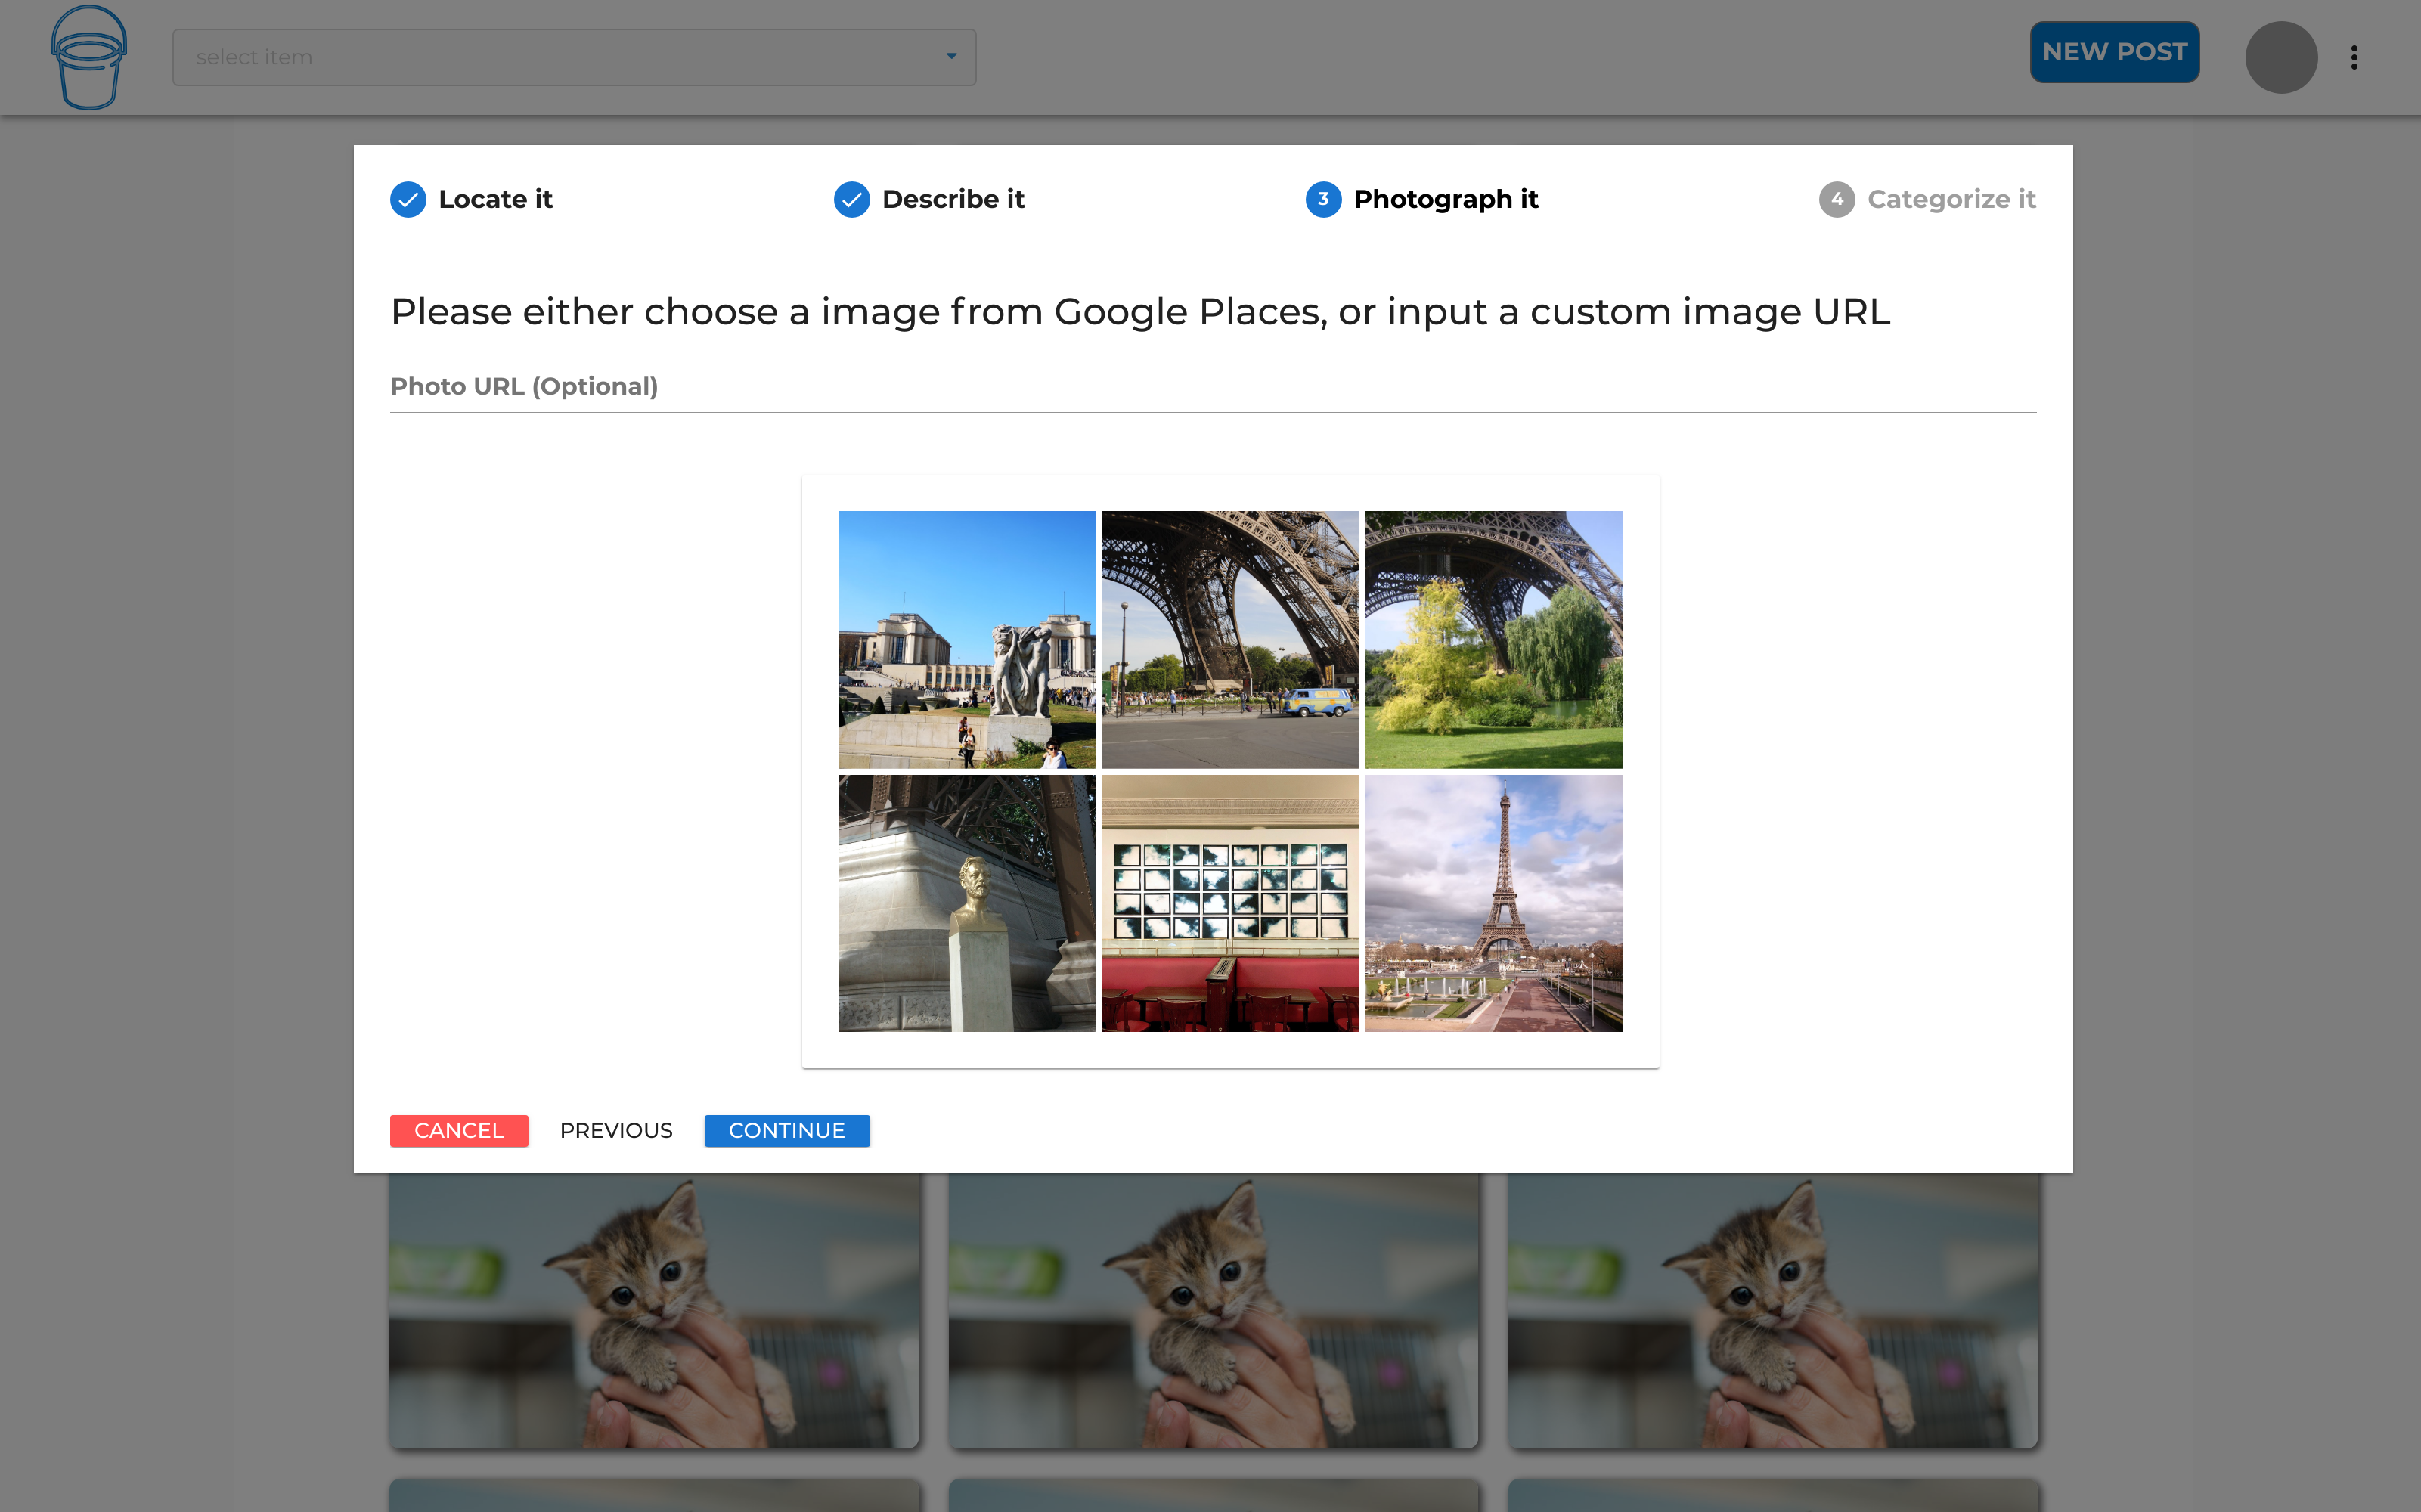 select item
NEW POST
Locate it
Describe it
3 Photograph it
4 Categorize it
Please either choose a image from Google Places, or input a custom image URL
Photo URL (Optional)
CANCEL
PREVIOUS
CONTINUE